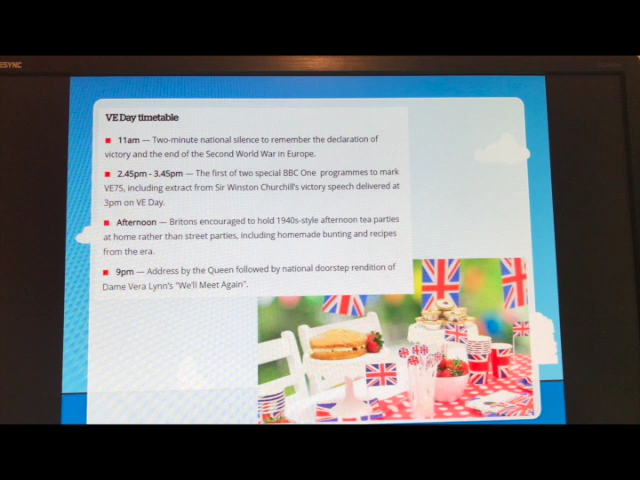 ESYNC
VE Day timetable
■ 11am — Two-minute national silence to remember the declaration of
victory and the end of the Second World War in Europe.
■ 2.45pm - 3.45pm — The first of two special BBC One programmes to mark
VE75, including extract from Sir Winston Churchill's victory speech delivered at
3pm on VE Day.
■ Afternoon — Britons encouraged to hold 1940s-style afternoon tea parties
at home rather than street parties, including homemade bunting and recipes
from the era.
■ 9pm — Address by the Queen followed by national doorstep rendition of
Dame Vera Lynn's "We'll Meet Again".